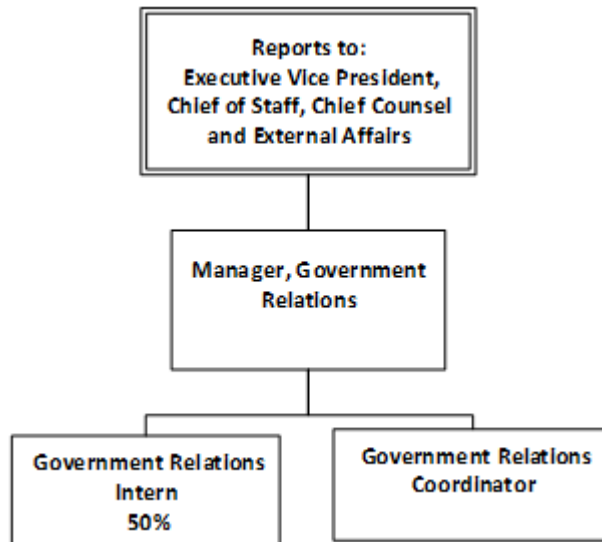 Reports to:
Executive Vice President,
Chief of Staff, Chief Counsel
and External Affairs
Manager, Government
Relations
Government Relations
Intern
50%
Government Relations
Coordinator